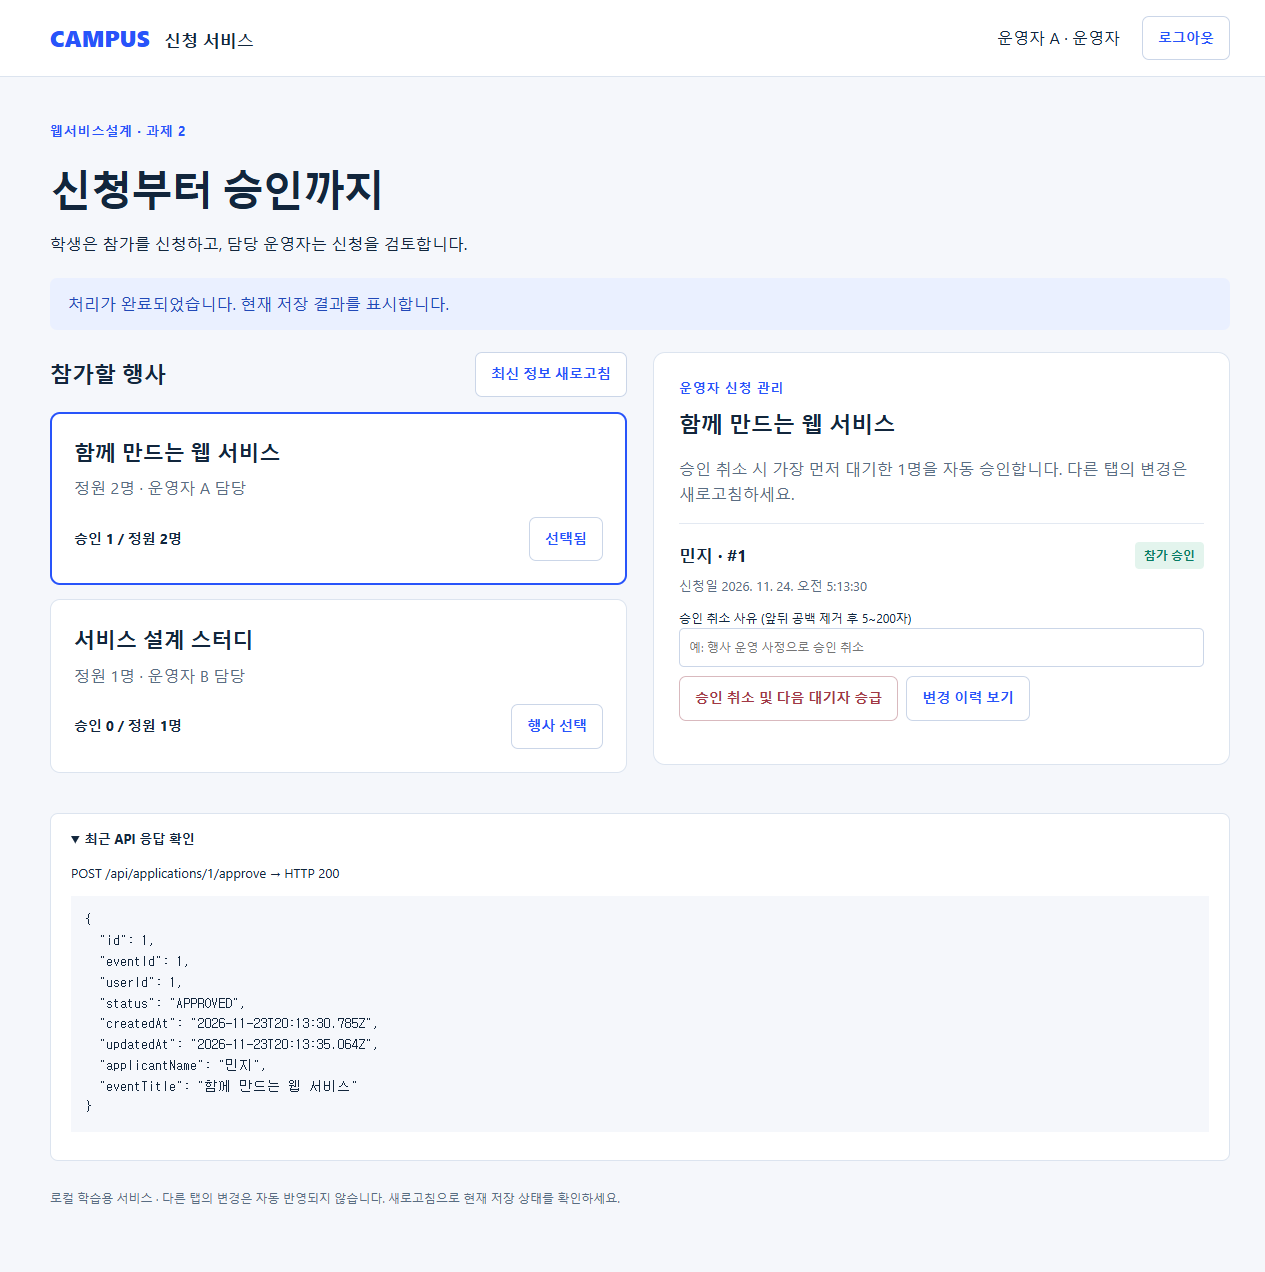 CAMPUS 신청 서비스
운영자 A · 운영자
로그아웃
웹서비스설계 · 과제 2
신청부터 승인까지
학생은 참가를 신청하고, 담당 운영자는 신청을 검토합니다.
처리가 완료되었습니다. 현재 저장 결과를 표시합니다.
참가할 행사
최신 정보 새로고침
함께 만드는 웹 서비스
정원 2명 · 운영자 A 담당
승인 1 / 정원 2명
선택됨
서비스 설계 스터디
정원 1명 · 운영자 B 담당
승인 0 / 정원 1명
행사 선택
운영자 신청 관리
함께 만드는 웹 서비스
승인 취소 시 가장 먼저 대기한 1명을 자동 승인합니다. 다른 탭의 변경은
새로고침하세요.
민지 · #1
참가 승인
신청일 2026. 11. 24. 오전 5:13:30
승인 취소 사유 (앞뒤 공백 제거 후 5~200자)
예: 행사 운영 사정으로 승인 취소
승인 취소 및 다음 대기자 승급
변경 이력 보기
▼ 최근 API 응답 확인
POST /api/applications/1/approve → HTTP 200
{
"id": 1,
"eventId": 1,
"userId": 1,
"status": "APPROVED",
"createdAt": "2026-11-23T20:13:30.785Z",
"updatedAt": "2026-11-23T20:13:35.064Z",
"applicantName": "민지",
"eventTitle": "함께 만드는 웹 서비스"
}
로컬 학습용 서비스 · 다른 탭의 변경은 자동 반영되지 않습니다. 새로고침으로 현재 저장 상태를 확인하세요.